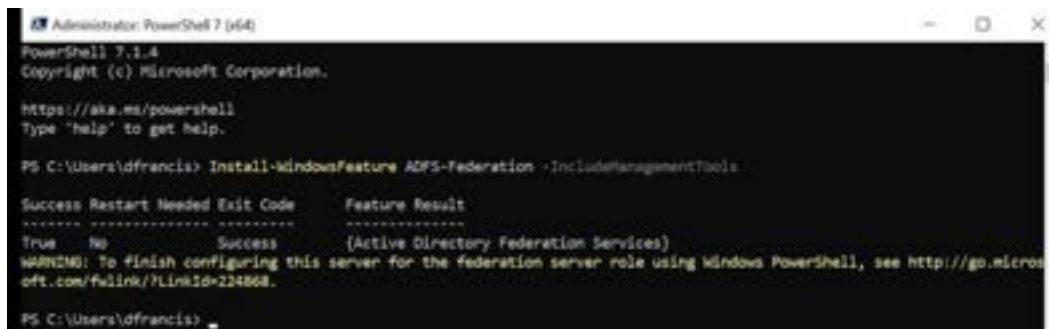 Administrator: PowerShell 7 (x64)
PowerShell 7.1.4
Copyright (c) Microsoft Corporation.
https://aka.ms/powershell
Type 'help' to get help.
PS C:\Users\dfrancis> Install-WindowsFeature ADFS-Federation -IncludeManagementTools
Success Restart Needed Exit Code Feature Result
------- -------------- --------- --------------
True No Success {Active Directory Federation Services}
WARNING: To finish configuring this server for the federation server role using Windows PowerShell, see http://go.micros
oft.com/fwlink/?LinkId=224868.
PS C:\Users\dfrancis>